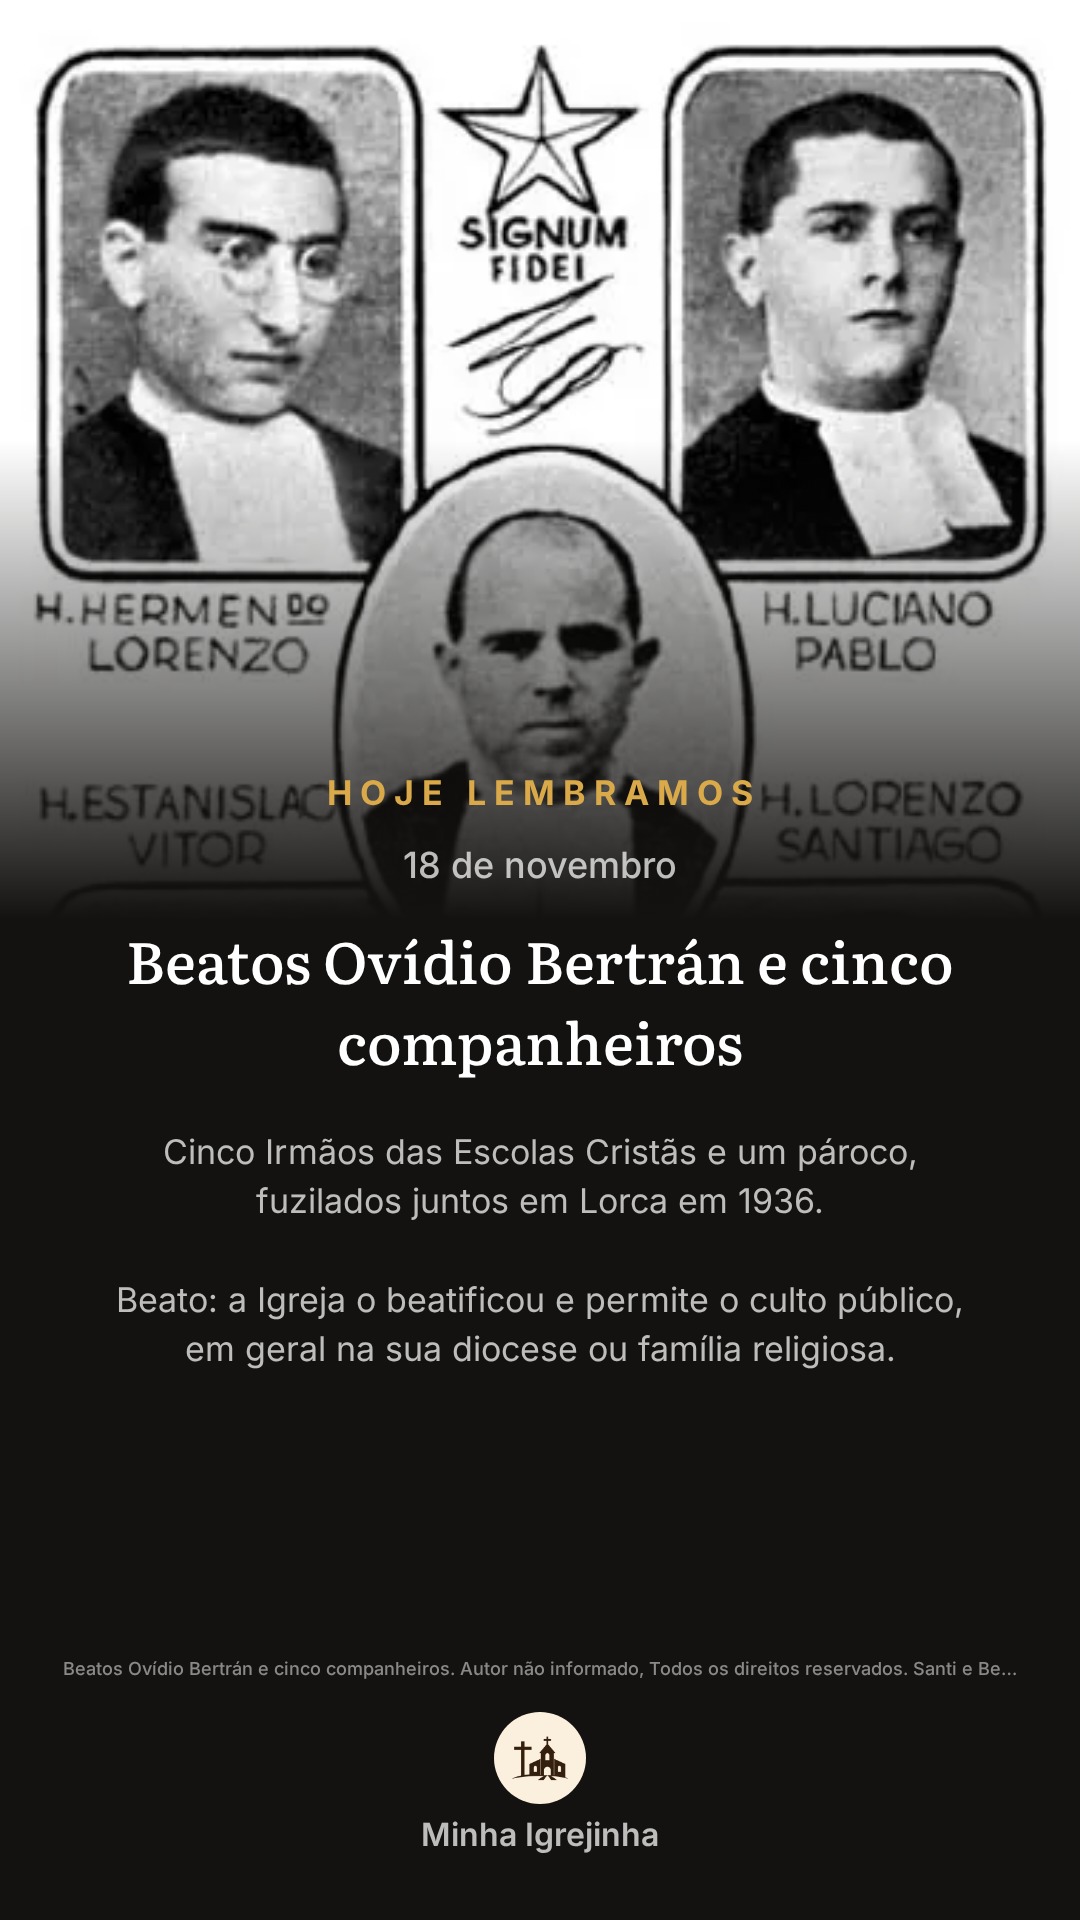 SIGNUM
FIDEI
H. HERMENDO
LORENZO
H. LUCIANO
PABLO
H. ESTANISLAO
VITOR
H. LORENZO
SANTIAGO
HOJE LEMBRAMOS
18 de novembro
Beatos Ovídio Bertrán e cinco
companheiros
Cinco Irmãos das Escolas Cristãs e um pároco,
fuzilados juntos em Lorca em 1936.
Beato: a Igreja o beatificou e permite o culto público,
em geral na sua diocese ou família religiosa.
Beatos Ovídio Bertrán e cinco companheiros. Autor não informado, Todos os direitos reservados. Santi e Be...
Minha Igrejinha